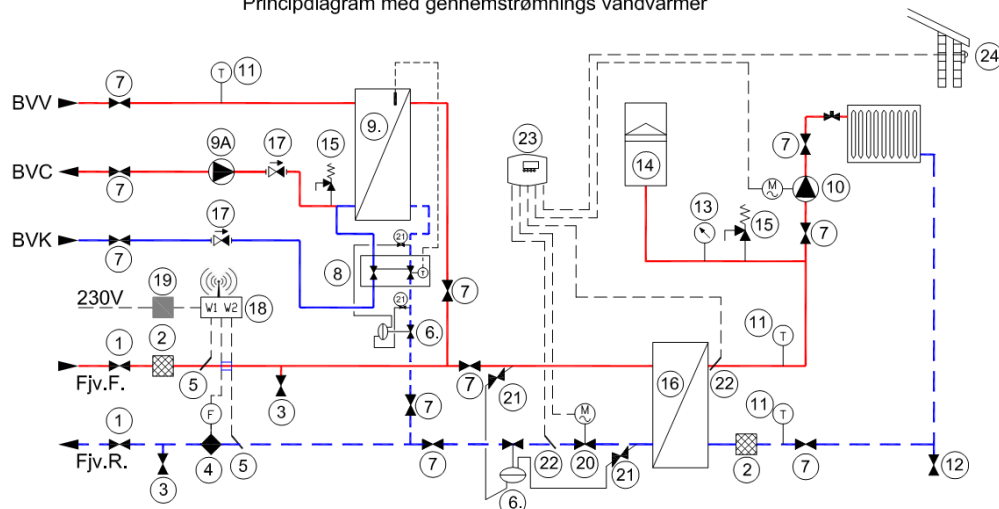 Principdiagram med gennemstrømnings vandvarmer
24
7
11
T
BVV
9.
23
14
7
9A
17
15
BVC
7
M
10
13
15
7
17
BVK
7
21
8
T
19
230V
W1 W2
18
21
7
6.
1
2
11
T
Fjv.F.
5
3
7
21
16
22
7
M
11
T
1
F
Fjv.R.
3
4
5
7
22
20
21
2
7
12
6.